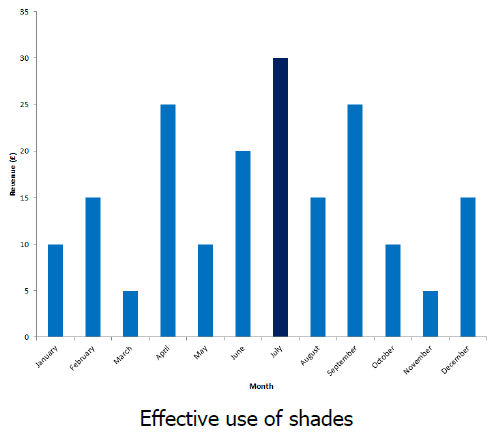 35
30
25
20
15
10
5
0
Revenue (£)
January
February
March
April
May
June
July
August
September
October
November
December
Month
Effective use of shades